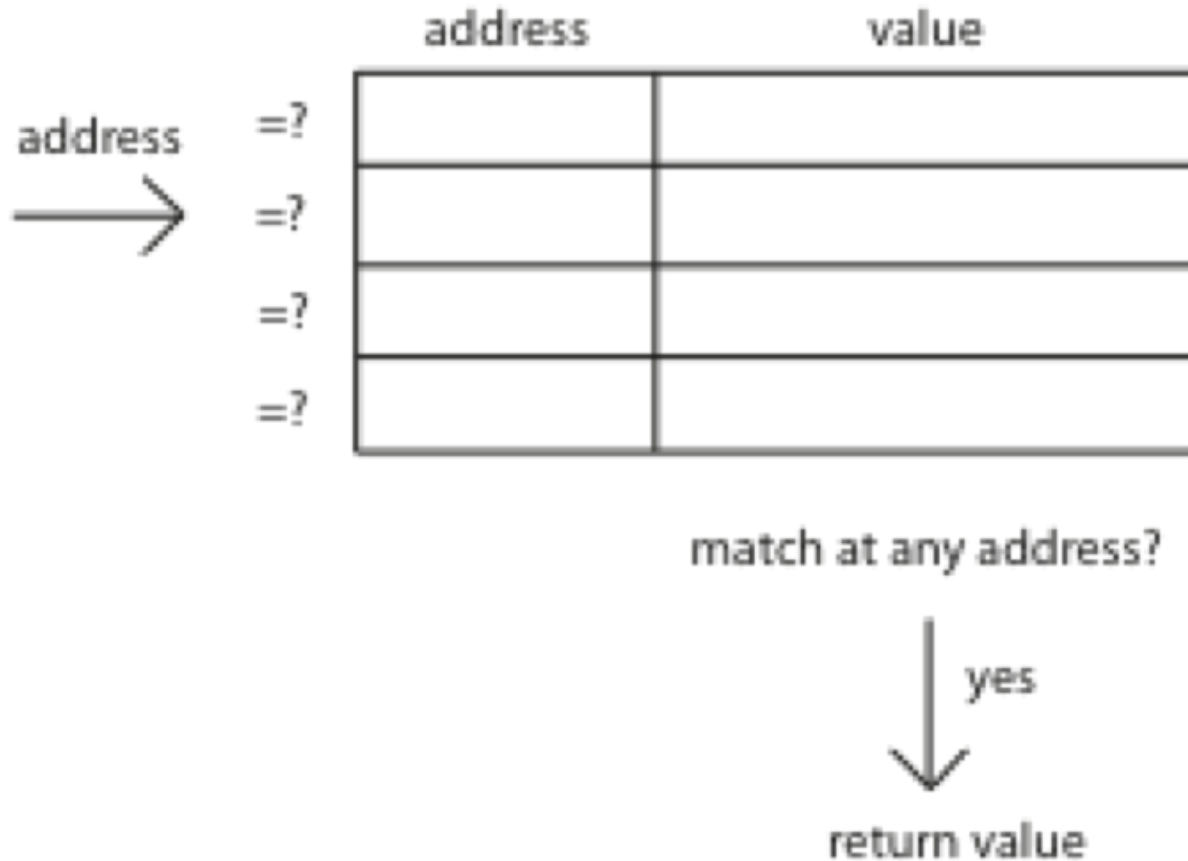 address value
address
=?
=?
=?
=?
match at any address?
yes
return value